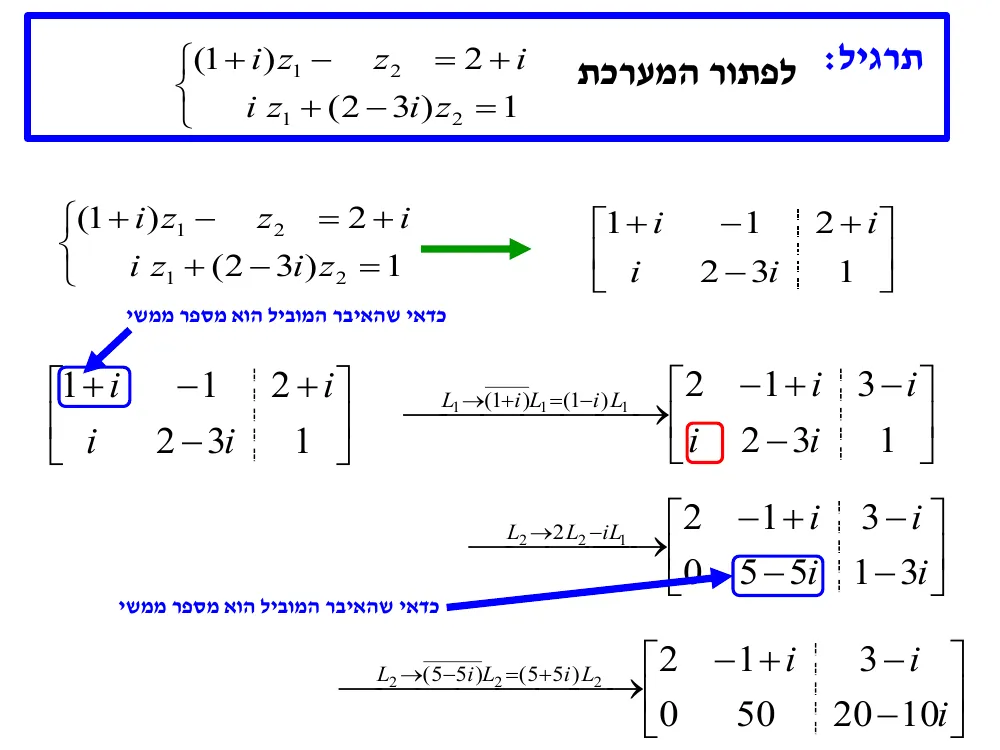 תרגיל: לפתור המערכת
(1+i)z₁ − z₂ = 2+i
i z₁ + (2−3i)z₂ = 1
(1+i)z₁ − z₂ = 2+i
i z₁ + (2−3i)z₂ = 1
1+i −1 2+i
i 2−3i 1
כדאי שהאיבר המוביל הוא מספר ממשי
1+i −1 2+i
i 2−3i 1
L₁→(1+i)̅L₁=(1−i)L₁
2 −1+i 3−i
i 2−3i 1
L₂→2L₂−iL₁
2 −1+i 3−i
0 5−5i 1−3i
כדאי שהאיבר המוביל הוא מספר ממשי
L₂→(5−5i)̅L₂=(5+5i)L₂
2 −1+i 3−i
0 50 20−10i